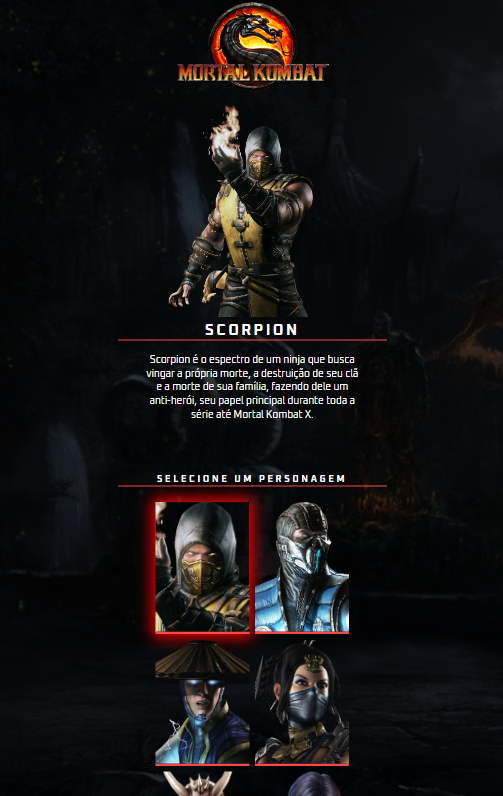 MORTAL KOMBAT
SCORPION
Scorpion é o espectro de um ninja que busca
vingar a própria morte, a destruição de seu clã
e a morte de sua família, fazendo dele um
anti-herói, seu papel principal durante toda a
série até Mortal Kombat X.
SELECIONE UM PERSONAGEM